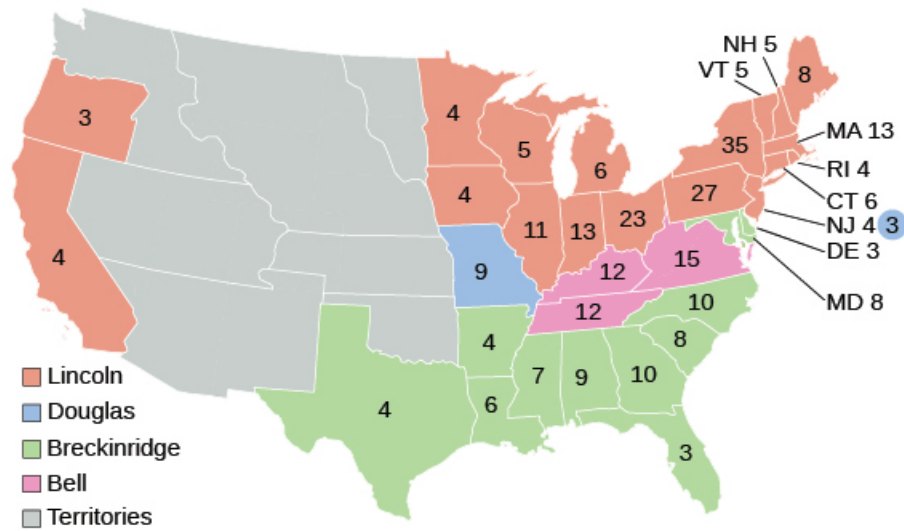 NH 5
VT 5
8
3
4
5
6
35
MA 13
RI 4
CT 6
NJ 4 3
DE 3
MD 8
4
4
11
13
23
27
9
12
15
12
10
8
4
7
9
10
6
4
3
Lincoln
Douglas
Breckinridge
Bell
Territories